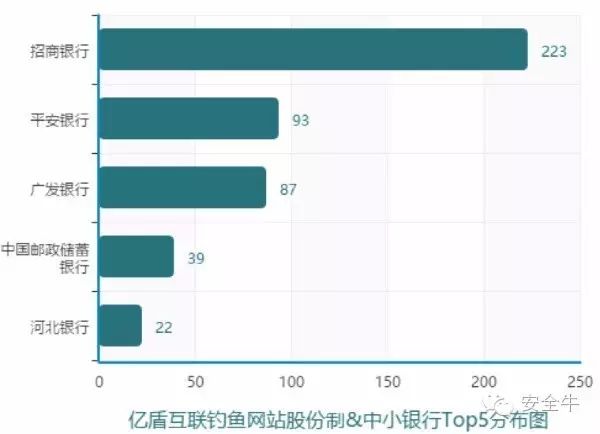 招商银行
223
平安银行
93
广发银行
87
中国邮政储蓄
银行
39
河北银行
22
0 50 100 150 200 250
安全牛
亿盾互联钓鱼网站股份制&中小银行Top5分布图